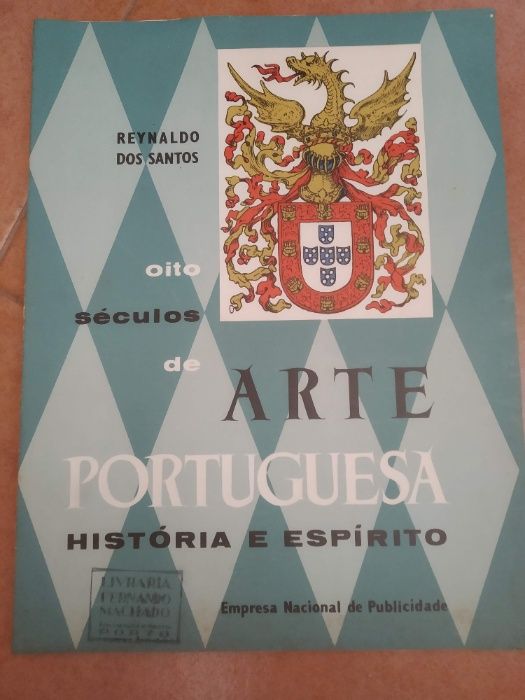 REYNALDO
DOS SANTOS
oito
séculos
de
ARTE
PORTUGUESA
HISTÓRIA E ESPÍRITO
LIVRARIA
FERNANDO
MACHADO
PORTO
Empresa Nacional de Publicidade